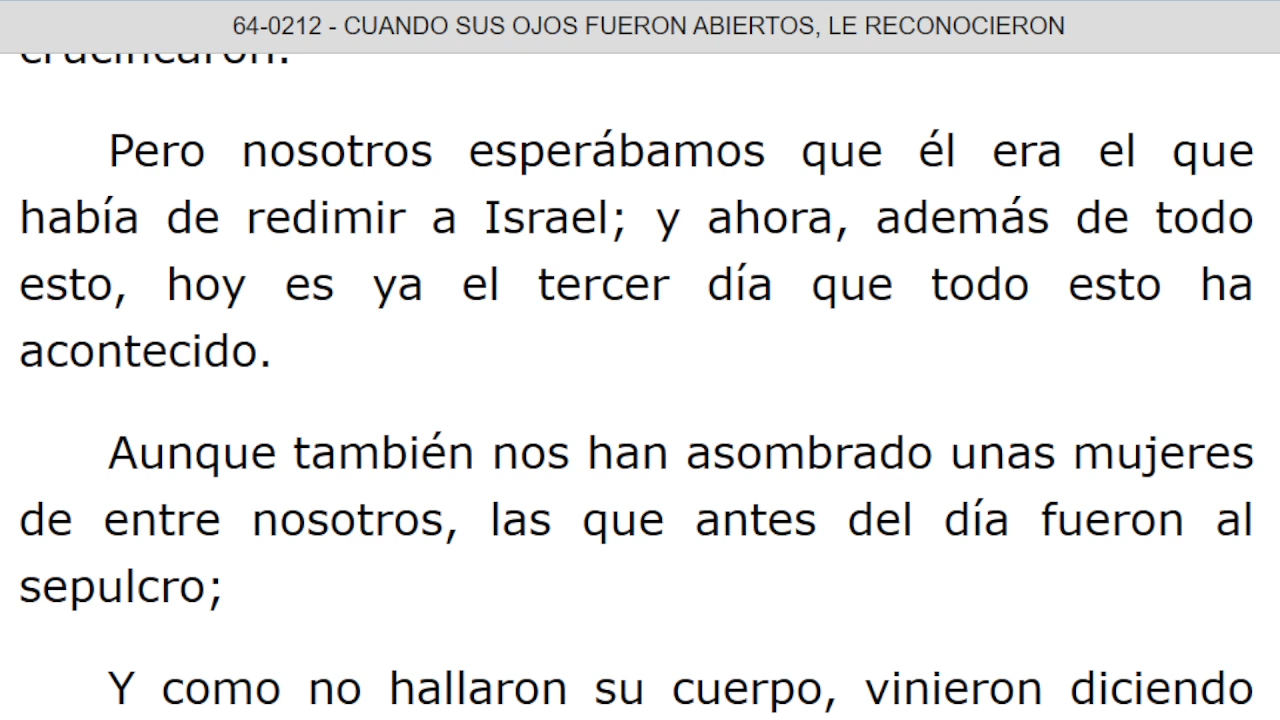 64-0212 - CUANDO SUS OJOS FUERON ABIERTOS, LE RECONOCIERON
crucificaron.
Pero nosotros esperábamos que él era el que
había de redimir a Israel; y ahora, además de todo
esto, hoy es ya el tercer día que todo esto ha
acontecido.
Aunque también nos han asombrado unas mujeres
de entre nosotros, las que antes del día fueron al
sepulcro;
Y como no hallaron su cuerpo, vinieron diciendo